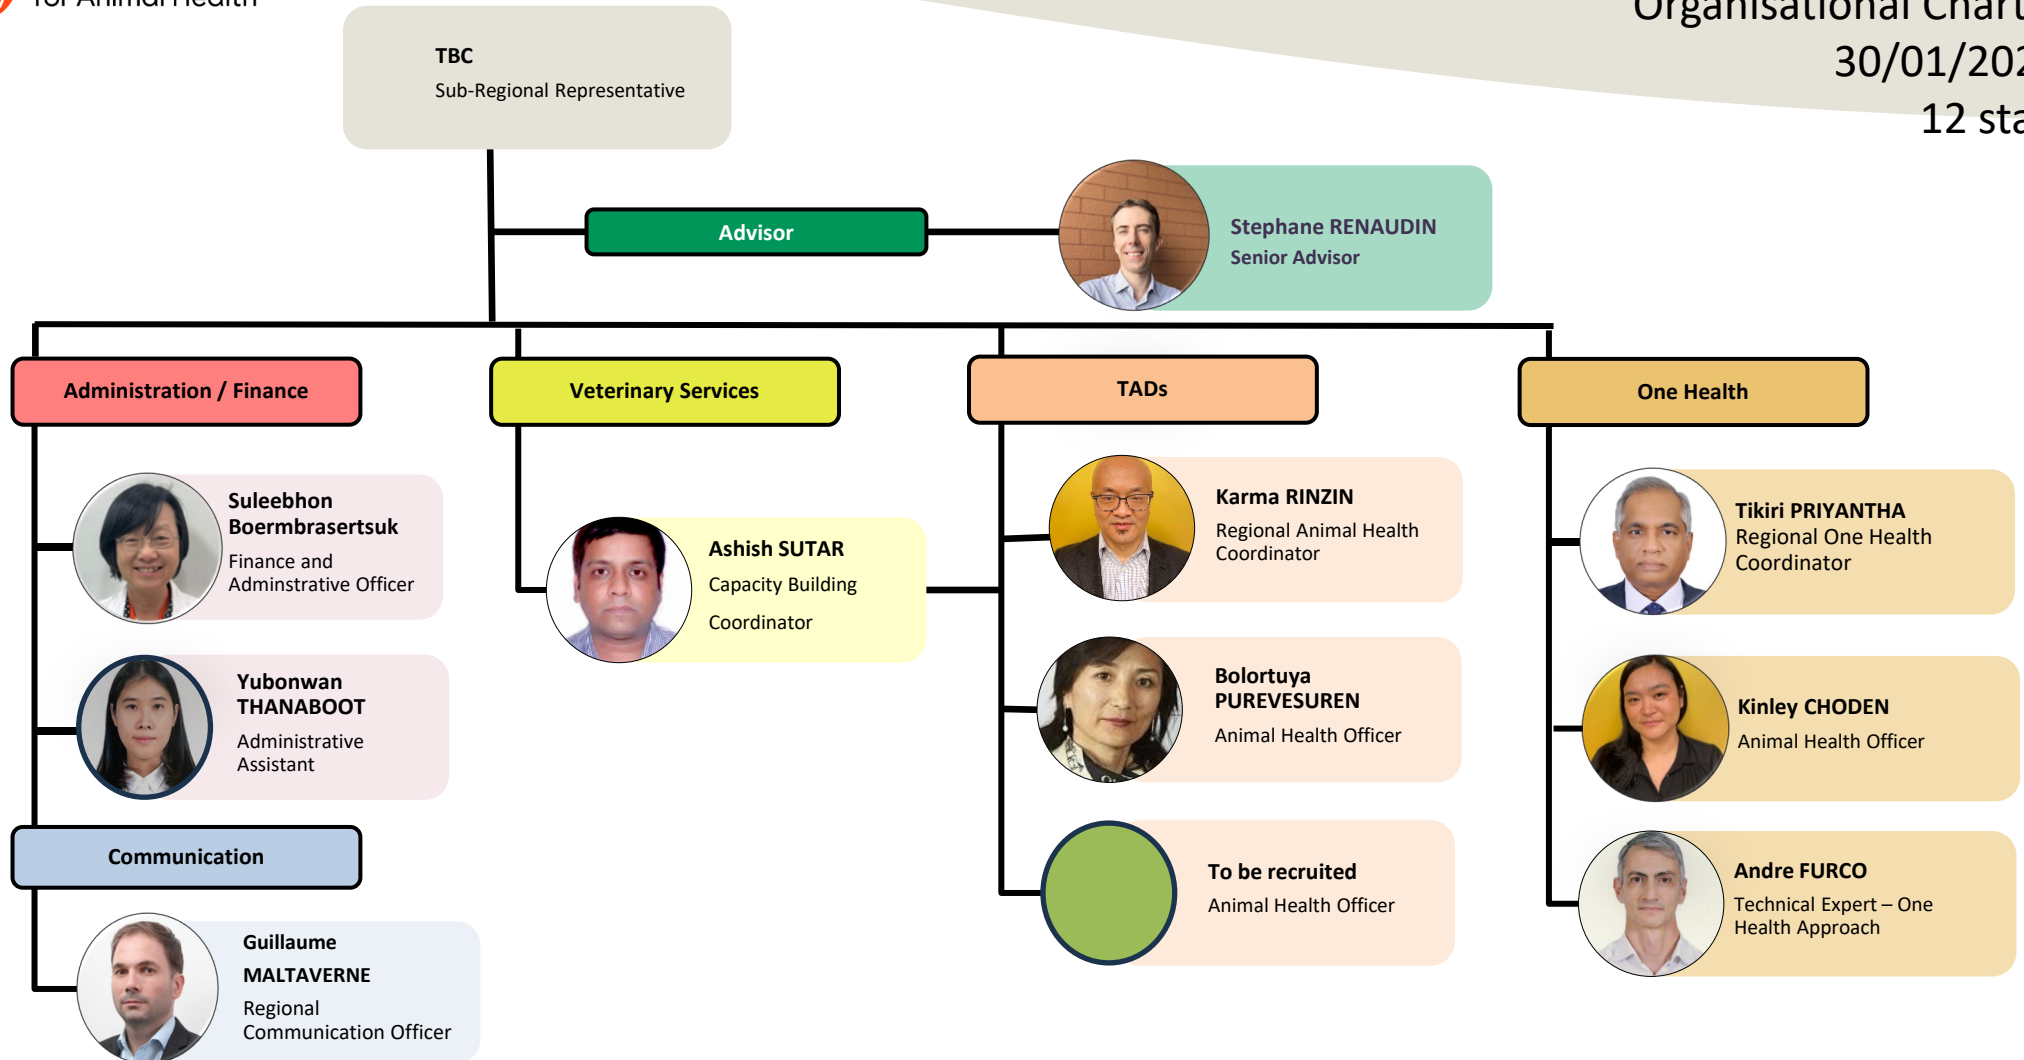 for Animal Health
Organisational Chart
30/01/202
12 sta
TBC
Sub-Regional Representative
Advisor
Stephane RENAUDIN
Senior Advisor
Administration / Finance
Veterinary Services
TADs
One Health
Suleebhon
Boermbrasertsuk
Finance and
Adminstrative Officer
Yubonwan
THANABOOT
Administrative
Assistant
Communication
Guillaume
MALTAVERNE
Regional
Communication Officer
Ashish SUTAR
Capacity Building
Coordinator
Karma RINZIN
Regional Animal Health
Coordinator
Bolortuya
PUREVESUREN
Animal Health Officer
To be recruited
Animal Health Officer
Tikiri PRIYANTHA
Regional One Health
Coordinator
Kinley CHODEN
Animal Health Officer
Andre FURCO
Technical Expert – One
Health Approach